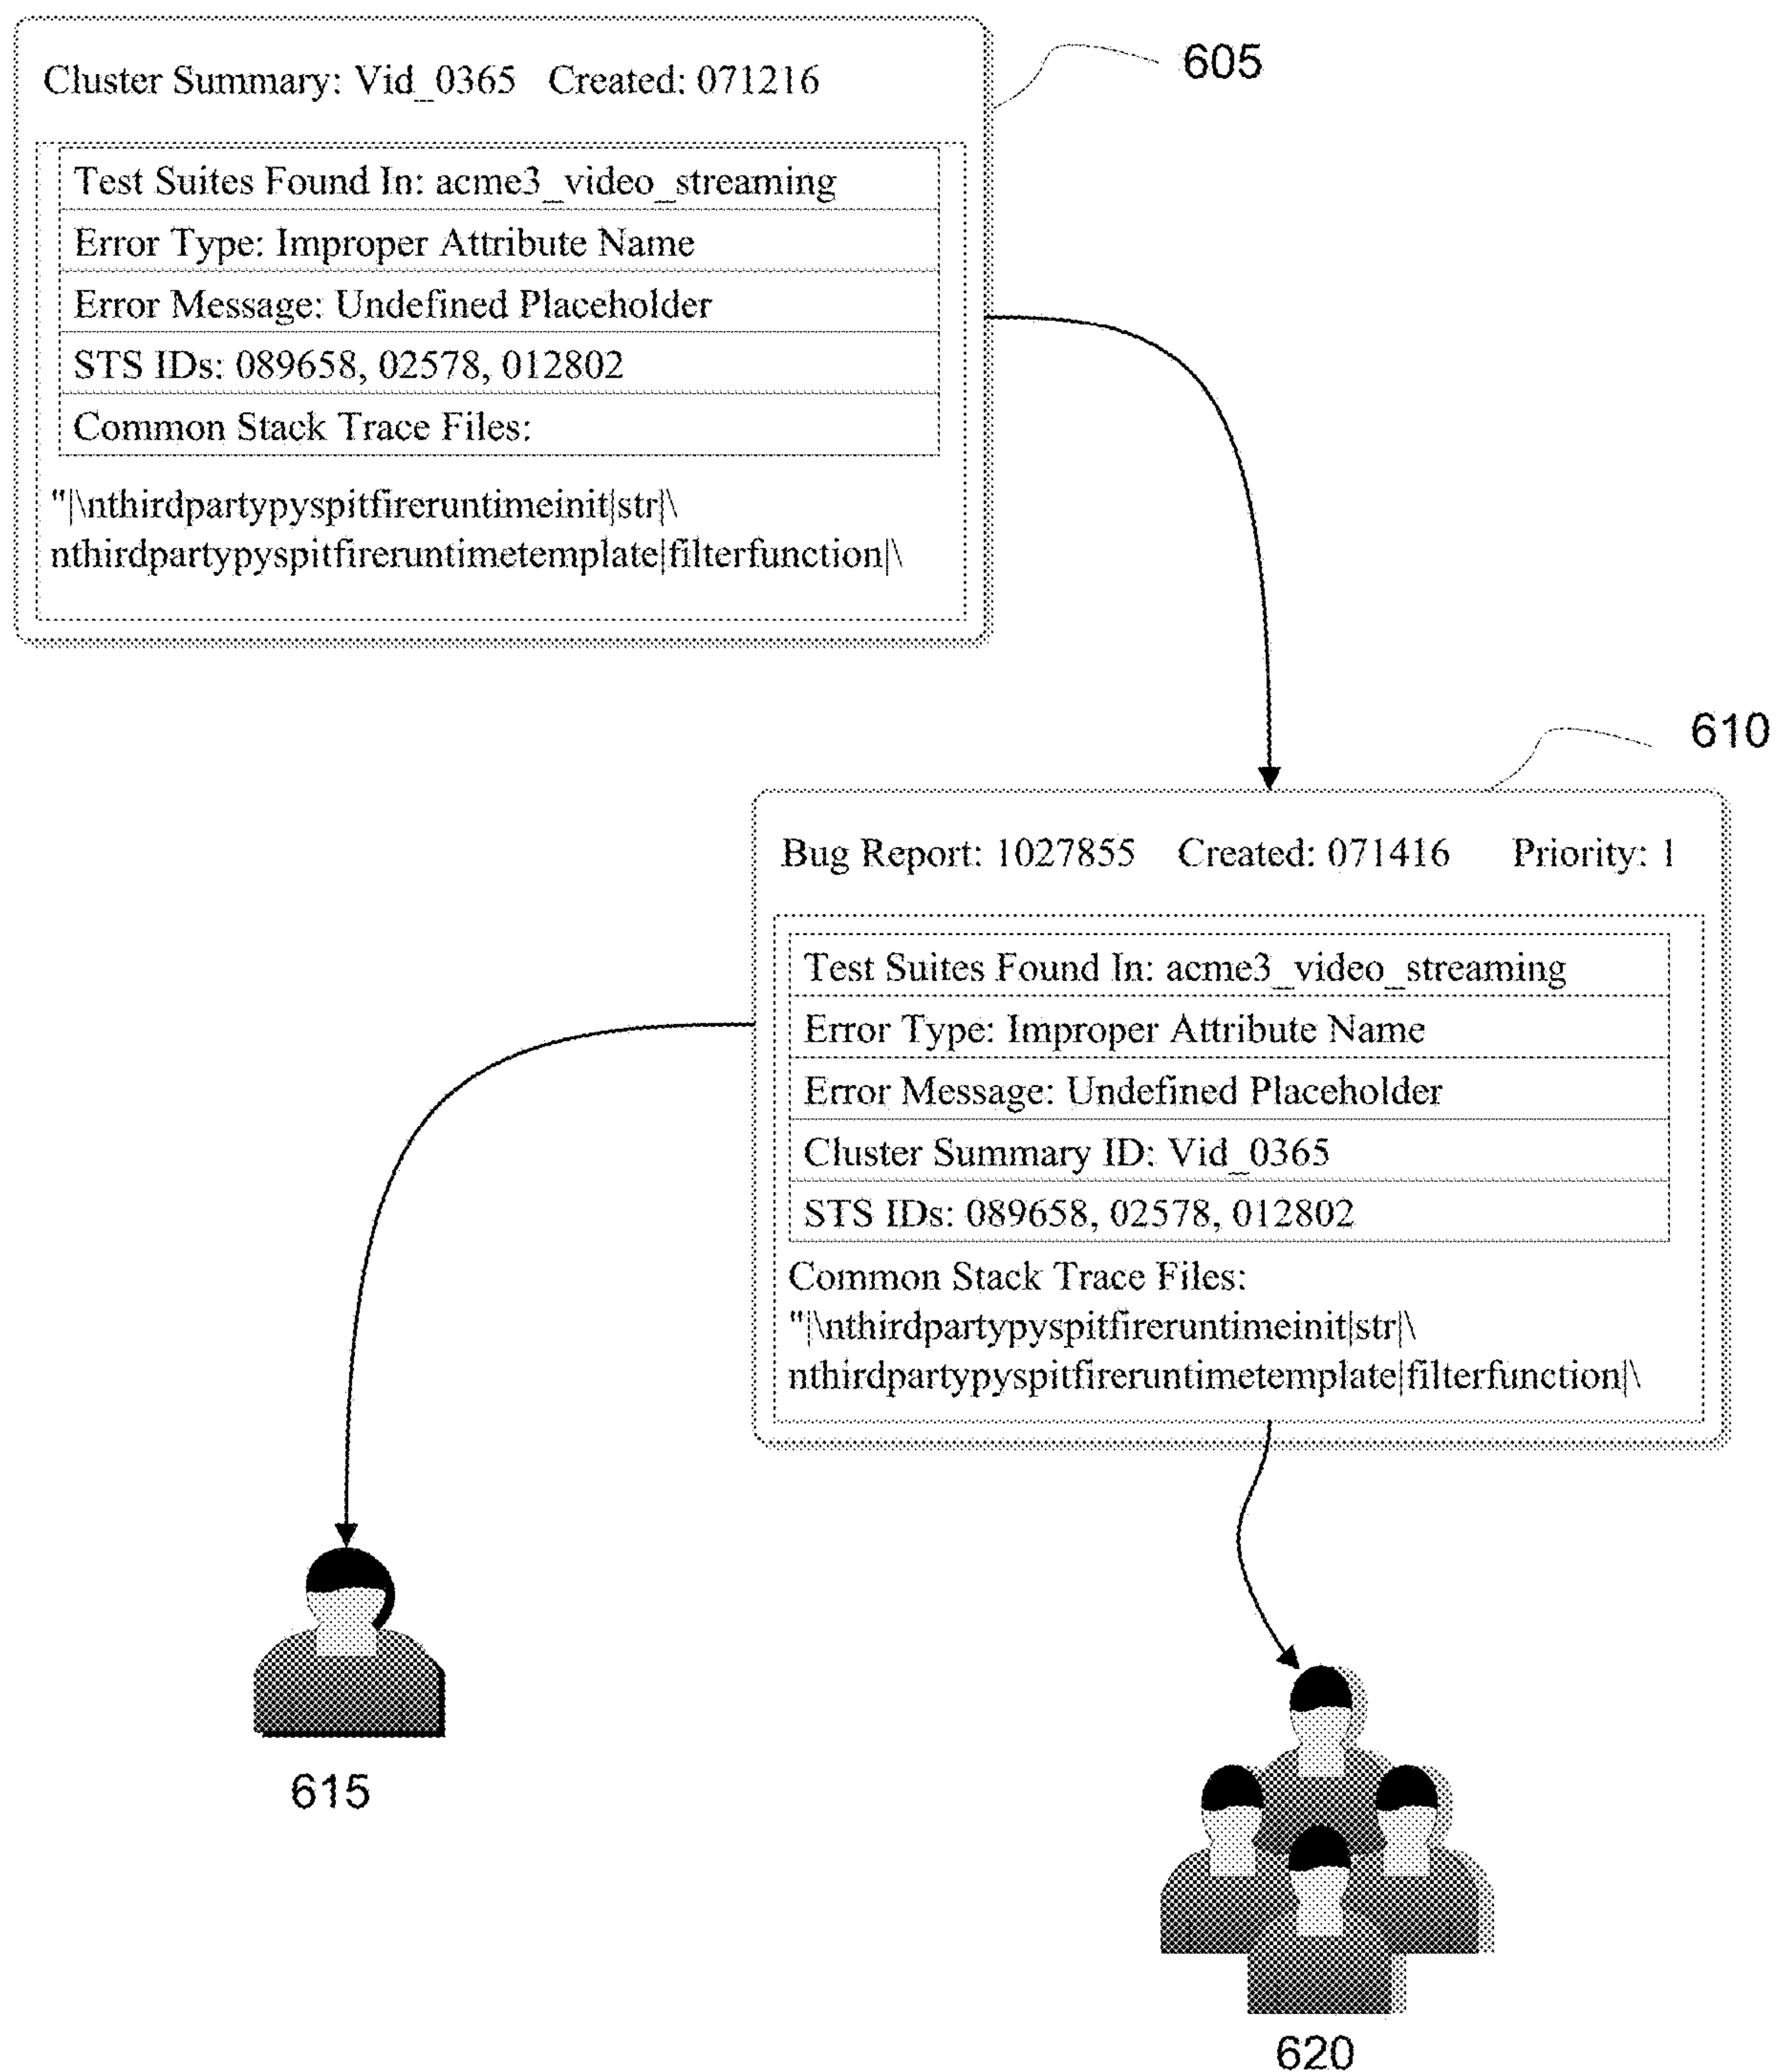 Cluster Summary: Vid_0365 Created: 071216
605
Test Suites Found In: acme3_video_streaming
Error Type: Improper Attribute Name
Error Message: Undefined Placeholder
STS IDs: 089658, 02578, 012802
Common Stack Trace Files:
"|\nthirdpartypyspitfireruntimeinit|str|\
nthirdpartypyspitfireruntimetemplate|filterfunction|\
610
Bug Report: 1027855 Created: 071416 Priority: 1
Test Suites Found In: acme3_video_streaming
Error Type: Improper Attribute Name
Error Message: Undefined Placeholder
Cluster Summary ID: Vid_0365
STS IDs: 089658, 02578, 012802
Common Stack Trace Files:
"|\nthirdpartypyspitfireruntimeinit|str|\
nthirdpartypyspitfireruntimetemplate|filterfunction|\
615
620